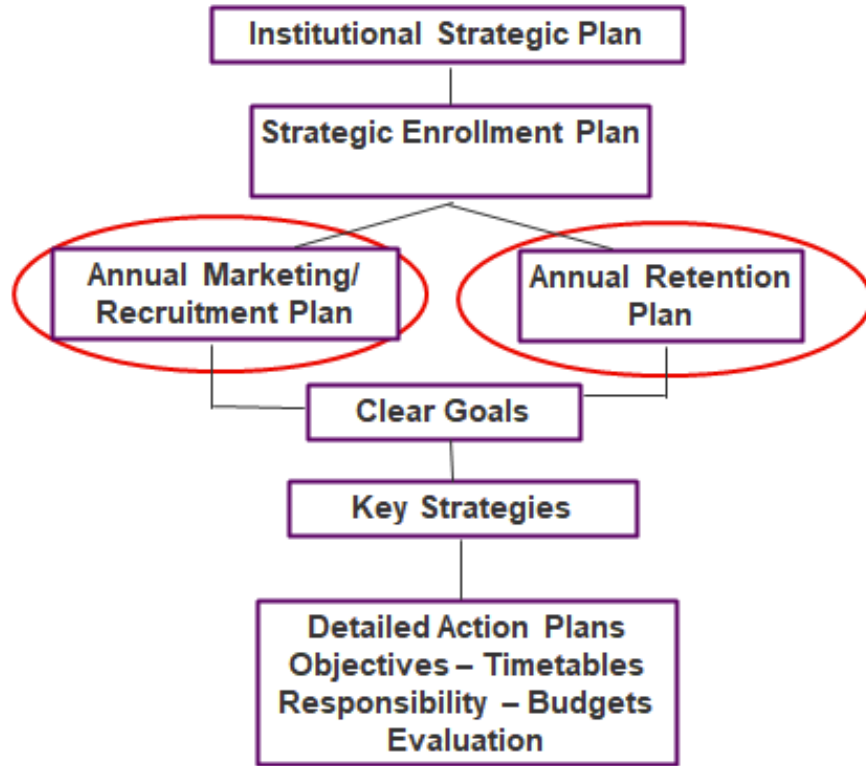 Institutional Strategic Plan
Strategic Enrollment Plan
Annual Marketing/
Recruitment Plan
Annual Retention
Plan
Clear Goals
Key Strategies
Detailed Action Plans
Objectives – Timetables
Responsibility – Budgets
Evaluation